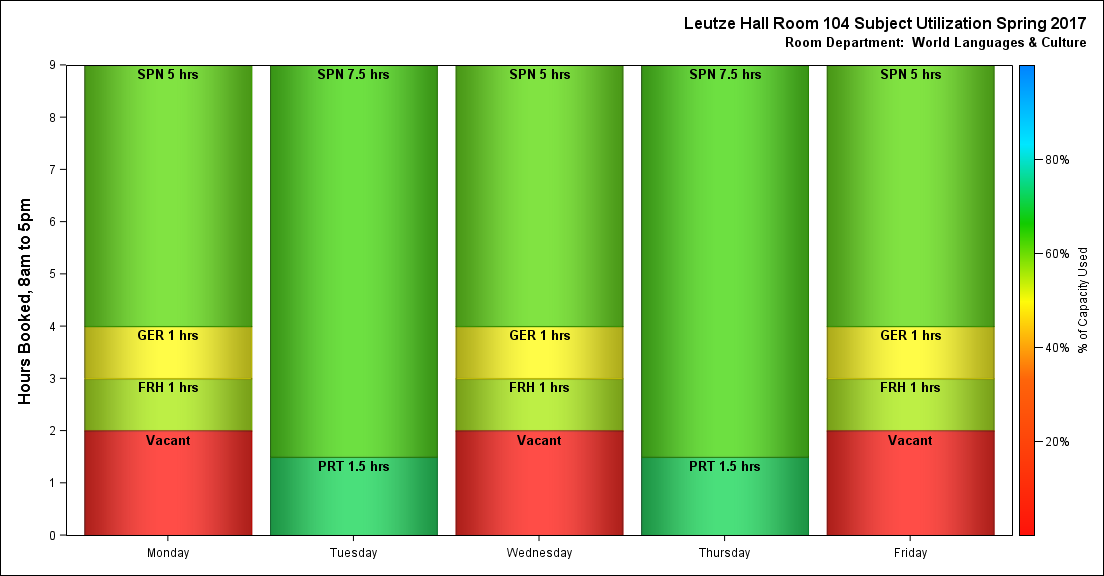 Leutze Hall Room 104 Subject Utilization Spring 2017
Room Department:  World Languages & Culture
Hours Booked, 8am to 5pm
9
8
7
6
5
4
3
2
1
0
SPN 5 hrs
GER 1 hrs
FRH 1 hrs
Vacant
Monday
SPN 7.5 hrs
PRT 1.5 hrs
Tuesday
SPN 5 hrs
GER 1 hrs
FRH 1 hrs
Vacant
Wednesday
SPN 7.5 hrs
PRT 1.5 hrs
Thursday
SPN 5 hrs
GER 1 hrs
FRH 1 hrs
Vacant
Friday
80%
60%
40%
20%
% of Capacity Used